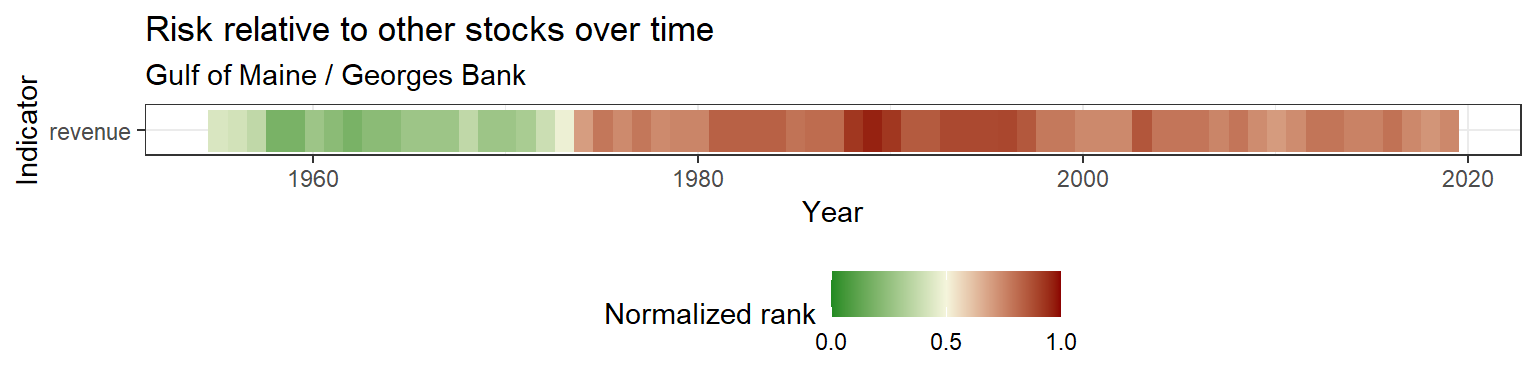 Risk relative to other stocks over time
Gulf of Maine / Georges Bank
Indicator
revenue
1960 1980 2000 2020
Year
Normalized rank
0.0 0.5 1.0